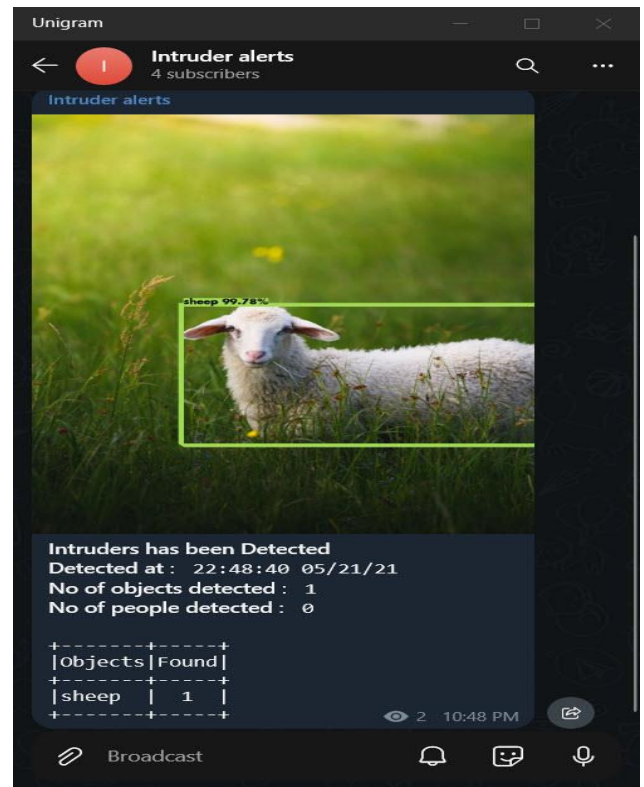 Unigram
I
Intruder alerts
4 subscribers
Intruder alerts
sheep 99.78%
Intruders has been Detected
Detected at : 22:48:40 05/21/21
No of objects detected : 1
No of people detected : 0
+-------+-----+
|Objects|Found|
+-------+-----+
|sheep | 1 |
+-------+-----+
2 10:48 PM
Broadcast